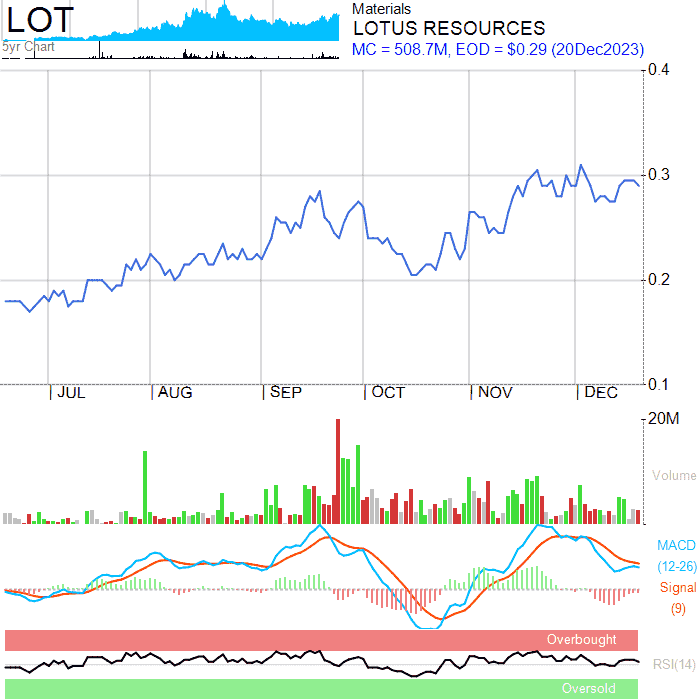 LOT
5yr Chart
Materials
LOTUS RESOURCES
MC = 508.7M, EOD = $0.29 (20Dec2023)
0.4
0.3
0.2
0.1
JUL AUG SEP OCT NOV DEC
20M
Volume
MACD
(12-26)
Signal
(9)
Overbought
RSI(14)
Oversold